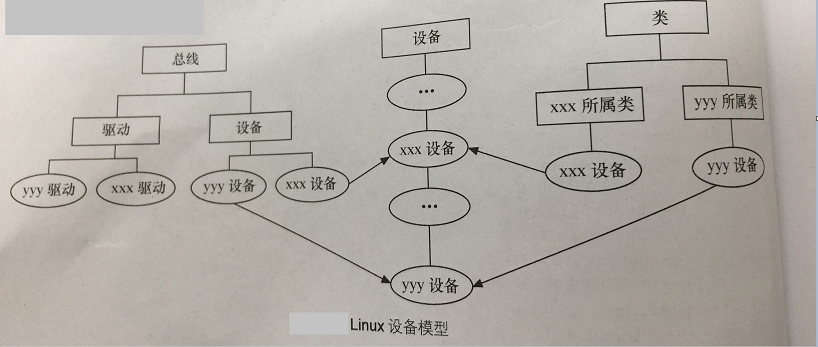 总线
设备
类
驱动
设备
...
xxx 所属类
yyy 所属类
yyy 驱动
xxx 驱动
yyy 设备
xxx 设备
xxx 设备
xxx 设备
yyy 设备
...
yyy 设备
Linux 设备模型